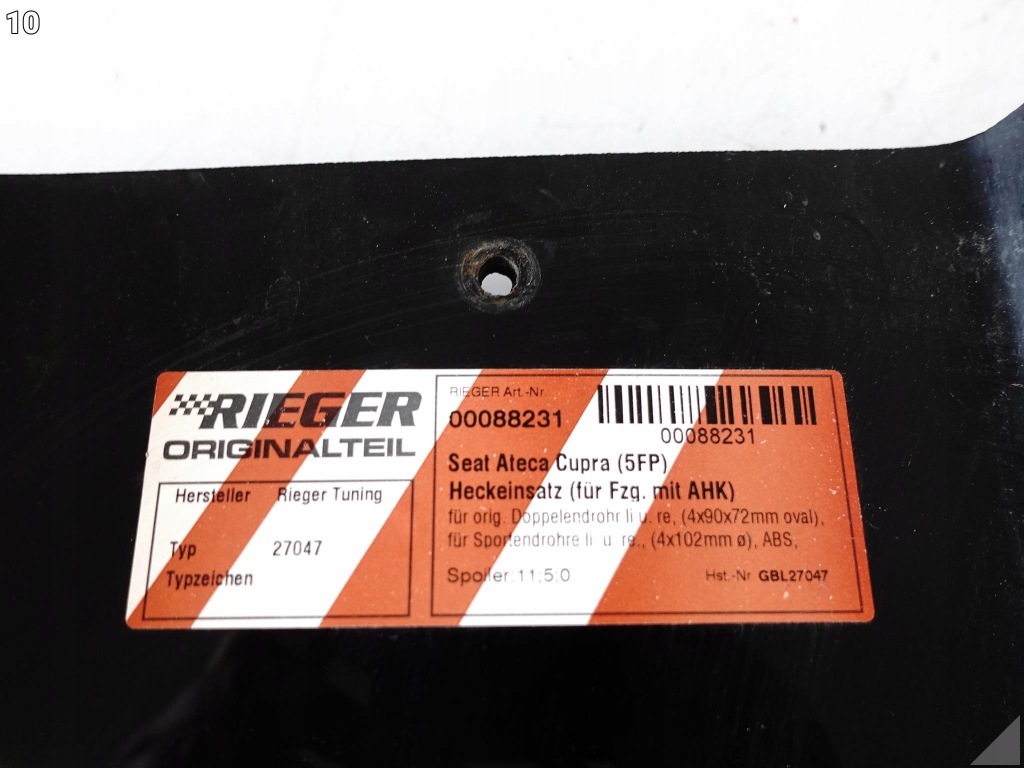 10
RIEGER
ORIGINALTEIL
Hersteller Rieger Tuning
Typ 27047
Typzeichen
RIEGER Art.-Nr.
00088231
00088231
Seat Ateca Cupra (5FP)
Heckeinsatz (für Fzg. mit AHK)
für orig. Doppelendrohr li u. re, (4x90x72mm oval),
für Sportendrohre li u re., (4x102mm ø), ABS,
Spoiler:11;5;0 Hst.-Nr GBL27047